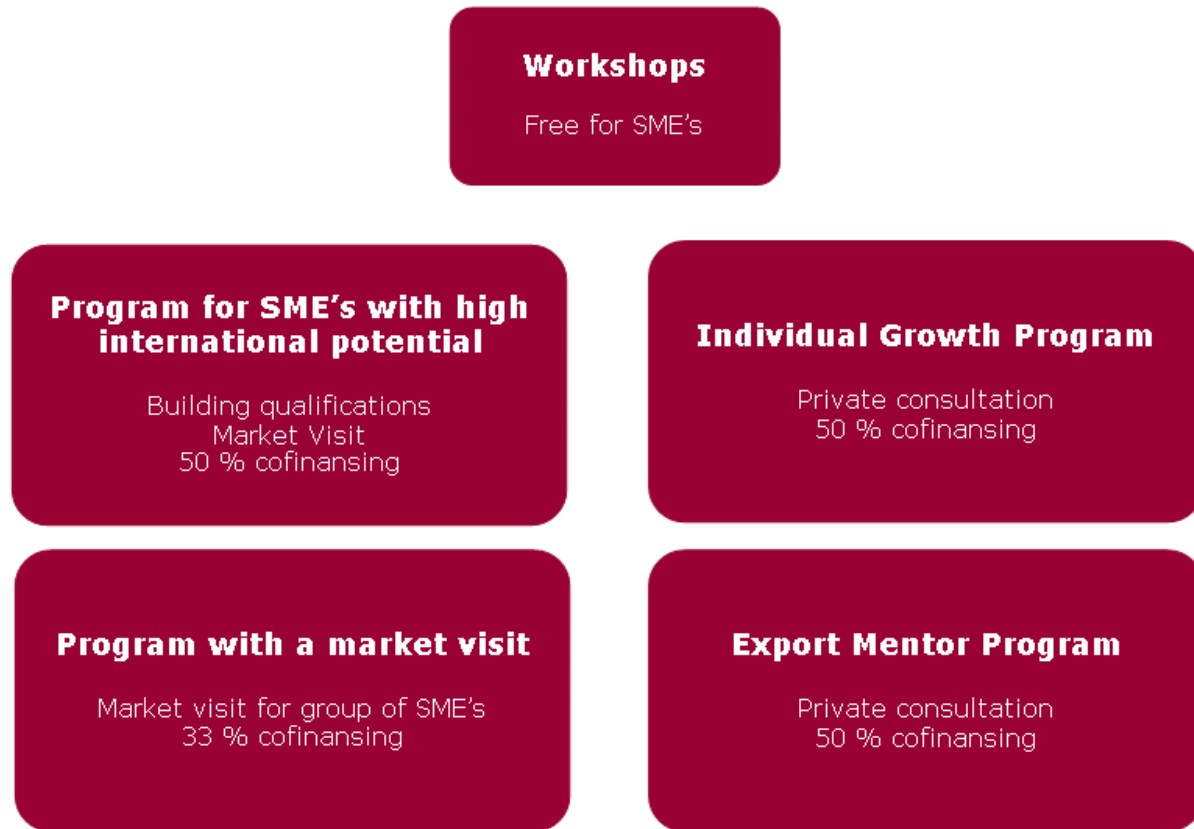 Workshops
Free for SME's
Program for SME's with high
international potential
Building qualifications
Market Visit
50 % cofinansing
Individual Growth Program
Private consultation
50 % cofinansing
Program with a market visit
Market visit for group of SME's
33 % cofinansing
Export Mentor Program
Private consultation
50 % cofinansing